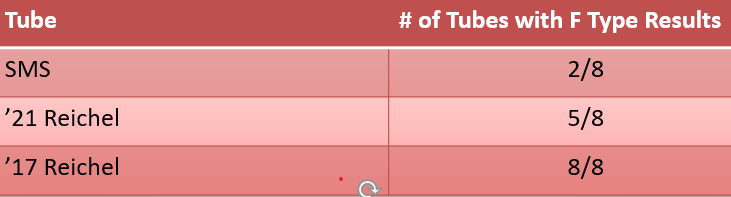 Tube # of Tubes with F Type Results
SMS 2/8
’21 Reichel 5/8
’17 Reichel 8/8